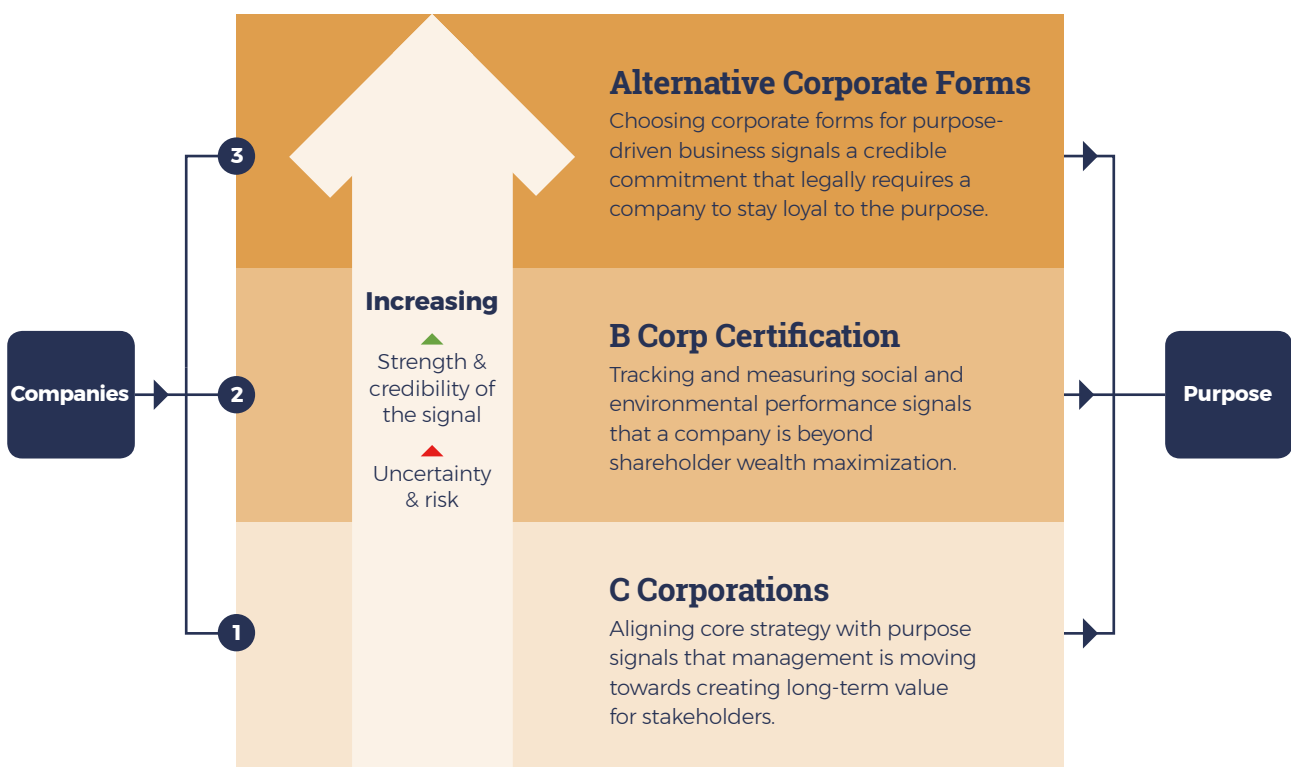 Companies
3
Alternative Corporate Forms
Choosing corporate forms for purpose-
driven business signals a credible
commitment that legally requires a
company to stay loyal to the purpose.
Increasing
Strength &
credibility of
the signal
Uncertainty
& risk
2
B Corp Certification
Tracking and measuring social and
environmental performance signals
that a company is beyond
shareholder wealth maximization.
1
C Corporations
Aligning core strategy with purpose
signals that management is moving
towards creating long-term value
for stakeholders.
Purpose